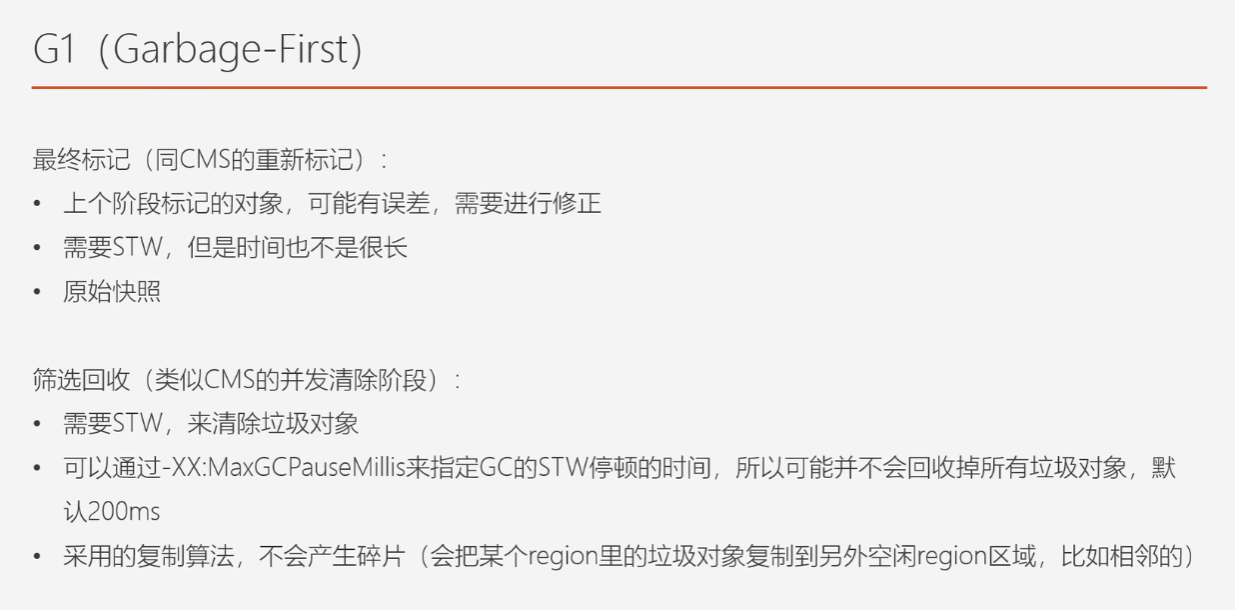 G1（Garbage-First）
最终标记（同CMS的重新标记）：
• 上个阶段标记的对象，可能有误差，需要进行修正
• 需要STW，但是时间也不是很长
• 原始快照
筛选回收（类似CMS的并发清除阶段）：
• 需要STW，来清除垃圾对象
• 可以通过-XX:MaxGCPauseMillis来指定GC的STW停顿的时间，所以可能并不会回收掉所有垃圾对象，默
认200ms
• 采用的复制算法，不会产生碎片（会把某个region里的垃圾对象复制到另外空闲region区域，比如相邻的）